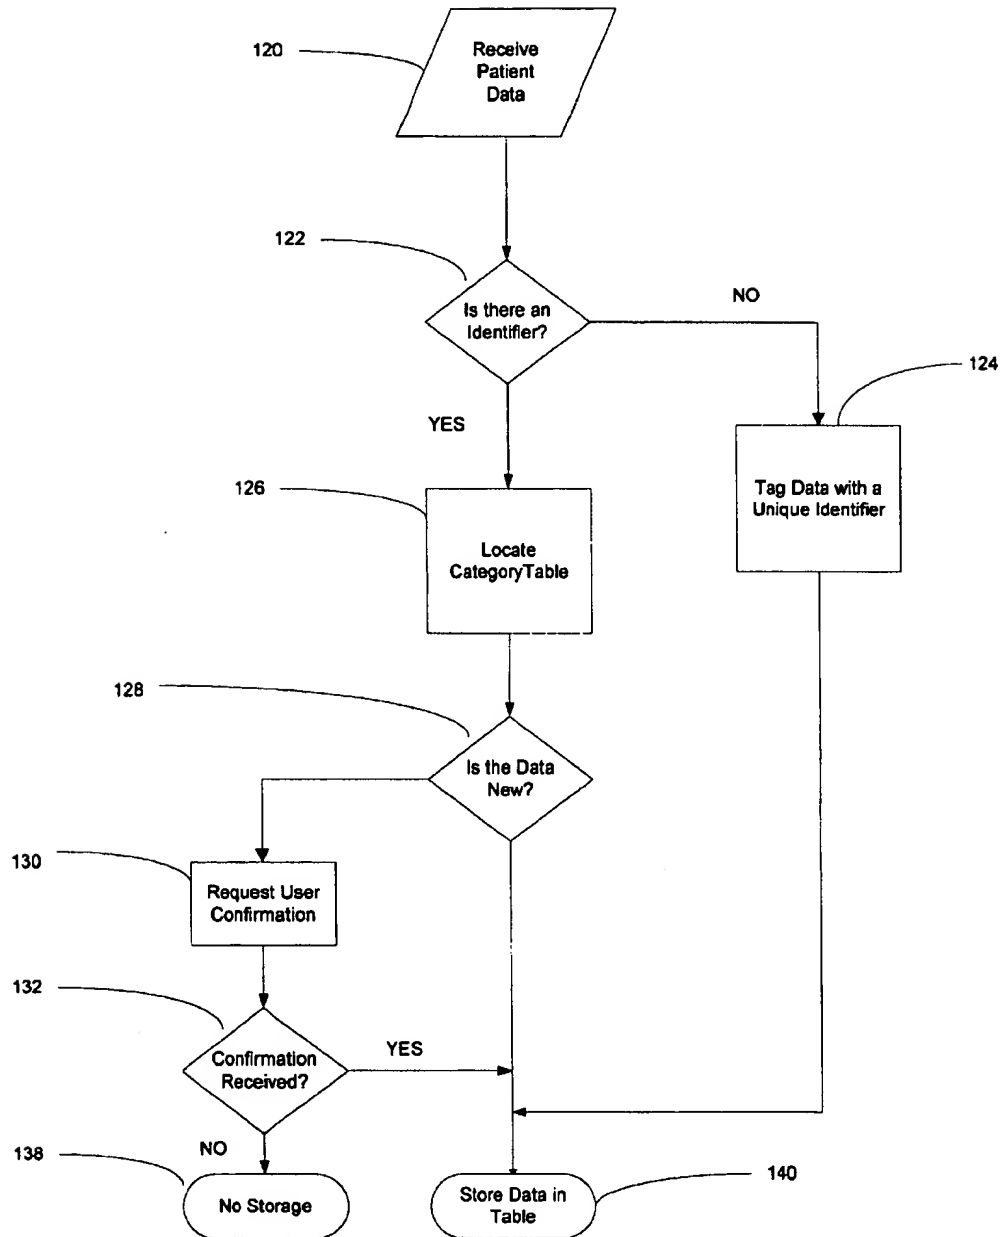 120
Receive
Patient
Data
122
Is there an
Identifier?
NO
124
YES
126
Tag Data with a
Unique Identifier
Locate
CategoryTable
128
Is the Data
New?
130
Request User
Confirmation
132
Confirmation
Received?
YES
NO
138
No Storage
Store Data in
Table
140